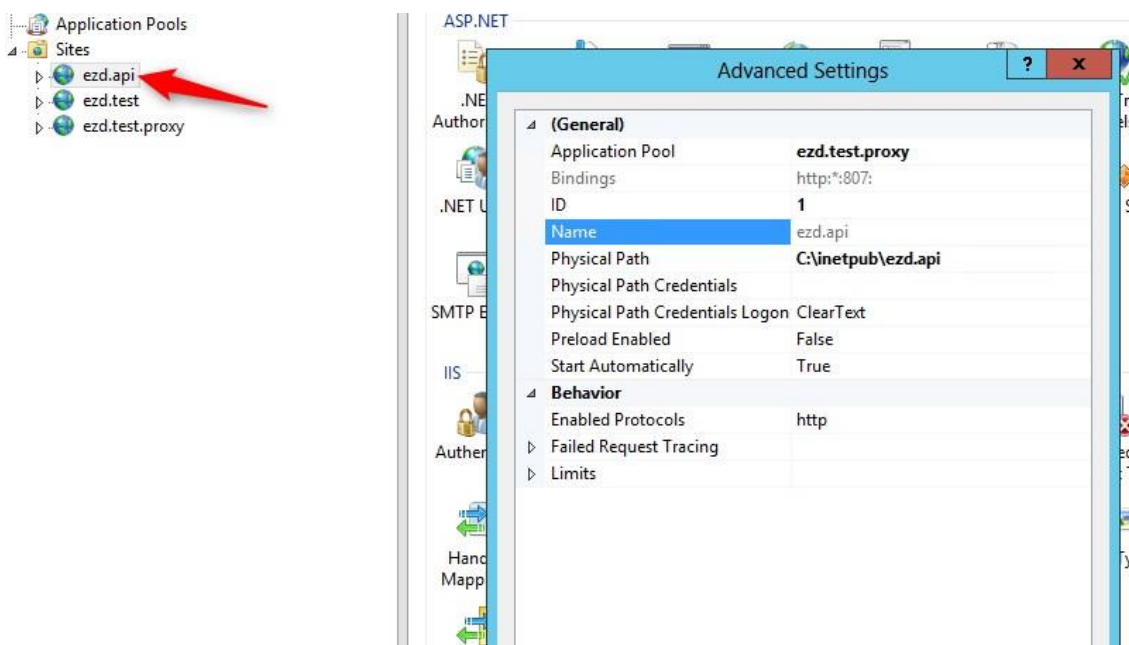 Application Pools
Sites
ezd.api
ezd.test
ezd.test.proxy
ASP.NET
.NE
Author
.NET U
SMTP E
IIS
Auther
Hand
Mapp
Advanced Settings
? x
(General)
Application Pool ezd.test.proxy
Bindings http:*:807:
ID 1
Name ezd.api
Physical Path C:\inetpub\ezd.api
Physical Path Credentials
Physical Path Credentials Logon ClearText
Preload Enabled False
Start Automatically True
Behavior
Enabled Protocols http
Failed Request Tracing
Limits